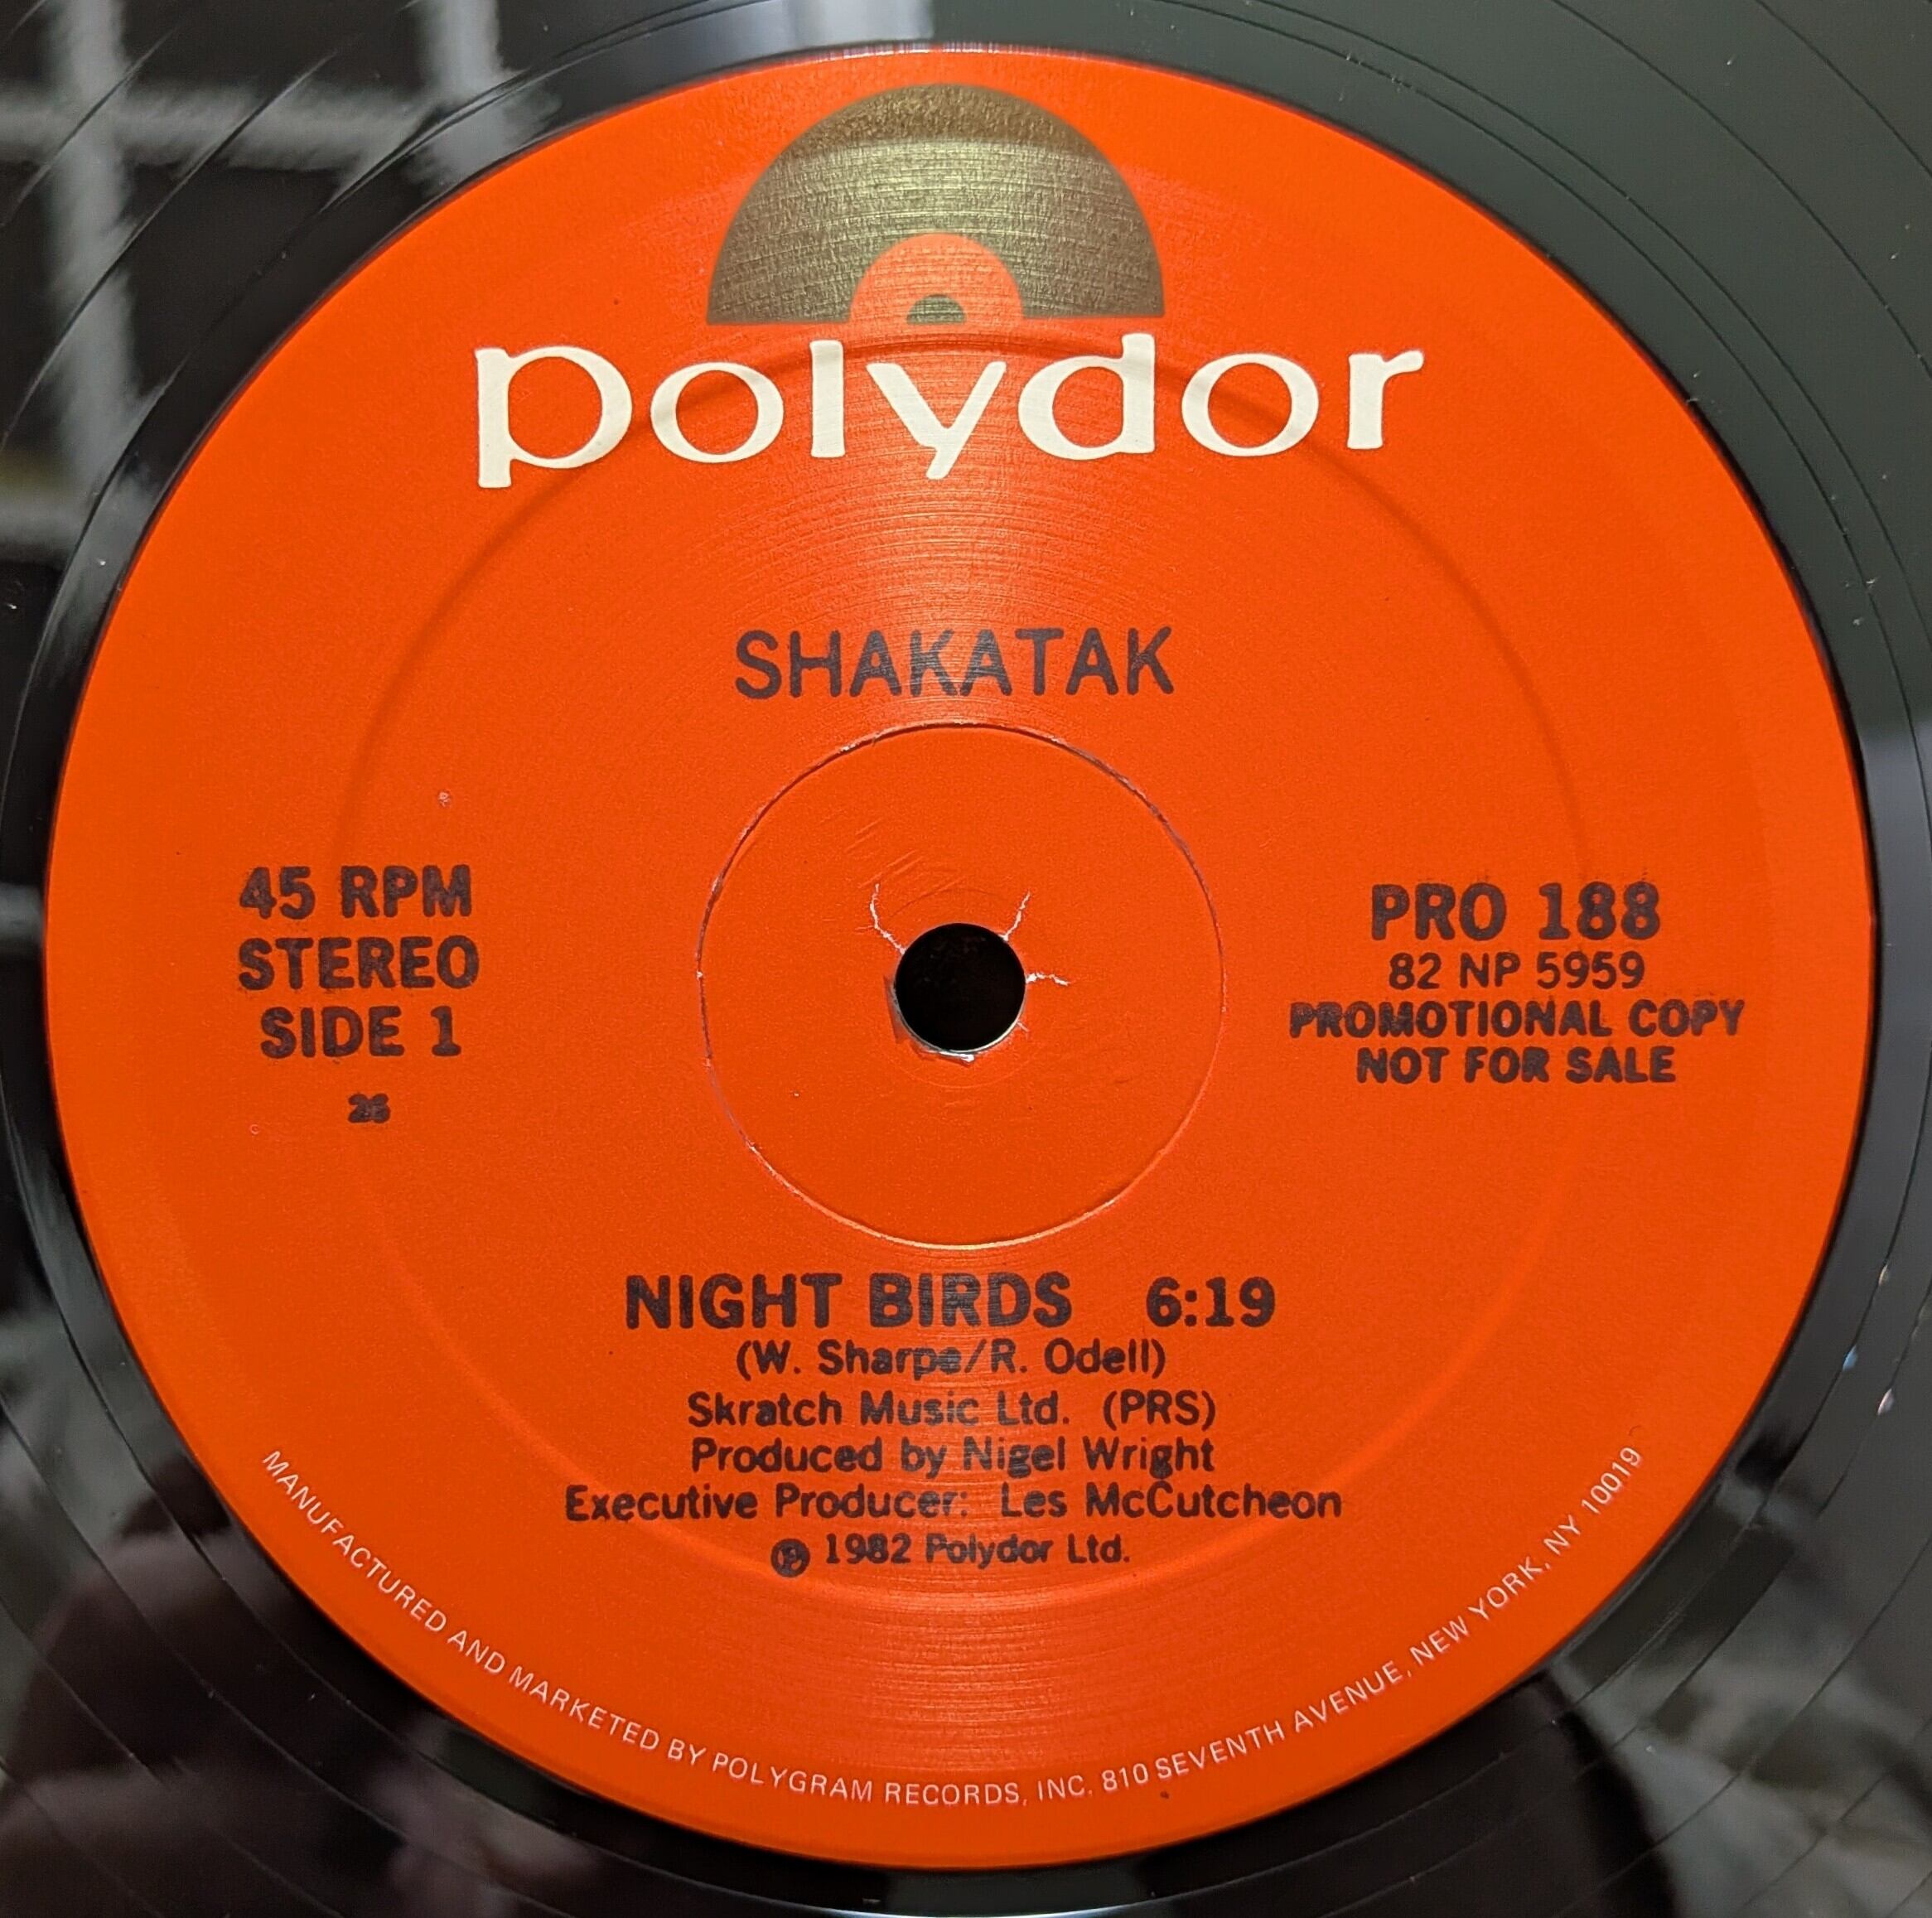 polydor
SHAKATAK
45 RPM
STEREO
SIDE 1
26
PRO 188
82 NP 5959
PROMOTIONAL COPY
NOT FOR SALE
NIGHT BIRDS 6:19
(W. Sharpe/R. Odell)
Skratch Music Ltd. (PRS)
Produced by Nigel Wright
Executive Producer: Les McCutcheon
℗ 1982 Polydor Ltd.
MANUFACTURED AND MARKETED BY POLYGRAM RECORDS, INC. 810 SEVENTH AVENUE, NEW YORK, NY 10019